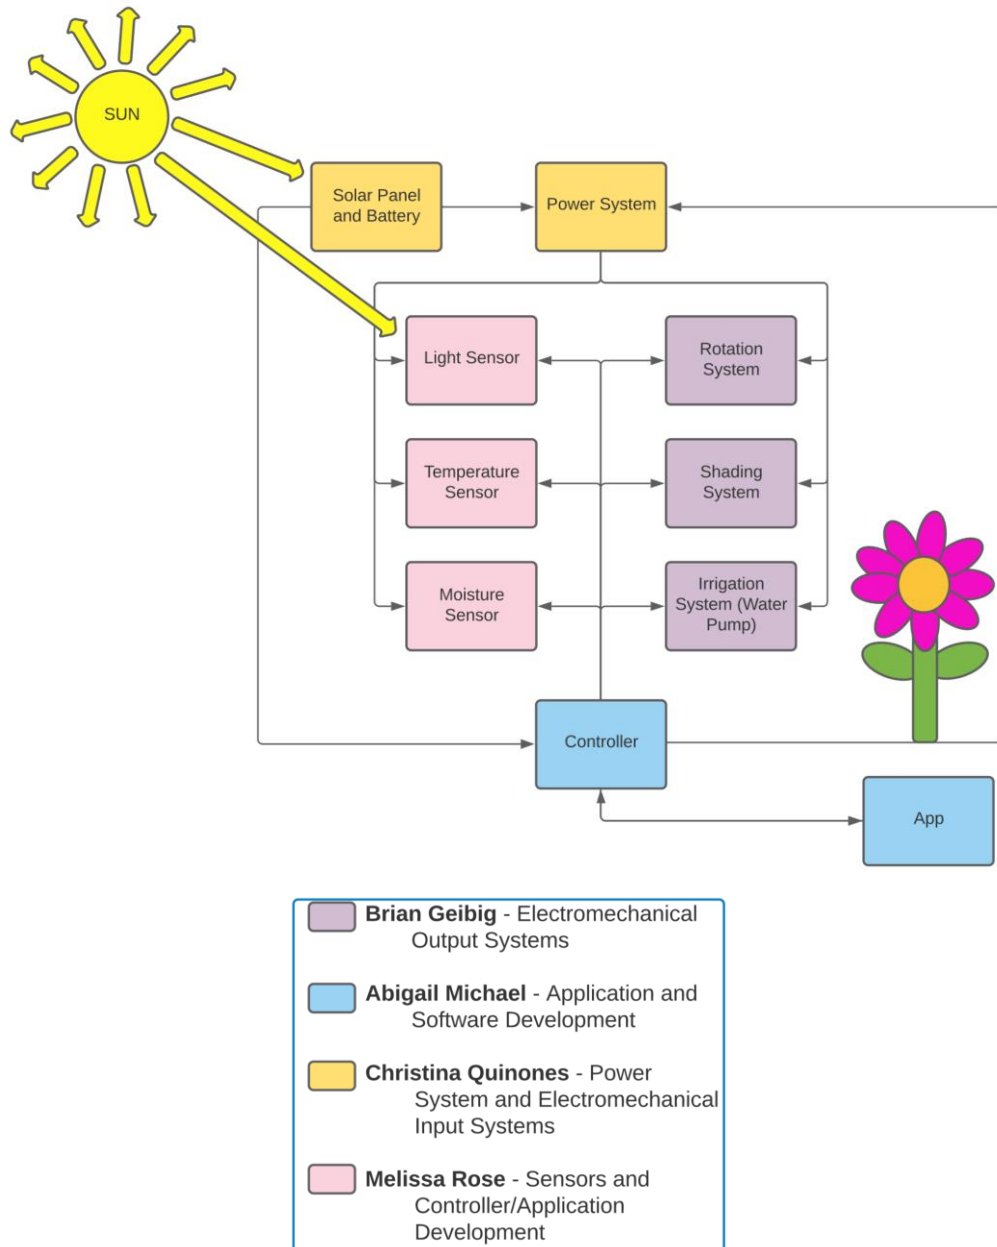 SUN
Solar Panel
and Battery
Power System
Light Sensor
Rotation
System
Temperature
Sensor
Shading
System
Moisture
Sensor
Irrigation
System (Water
Pump)
Controller
App
Brian Geibig - Electromechanical
Output Systems
Abigail Michael - Application and
Software Development
Christina Quinones - Power
System and Electromechanical
Input Systems
Melissa Rose - Sensors and
Controller/Application
Development